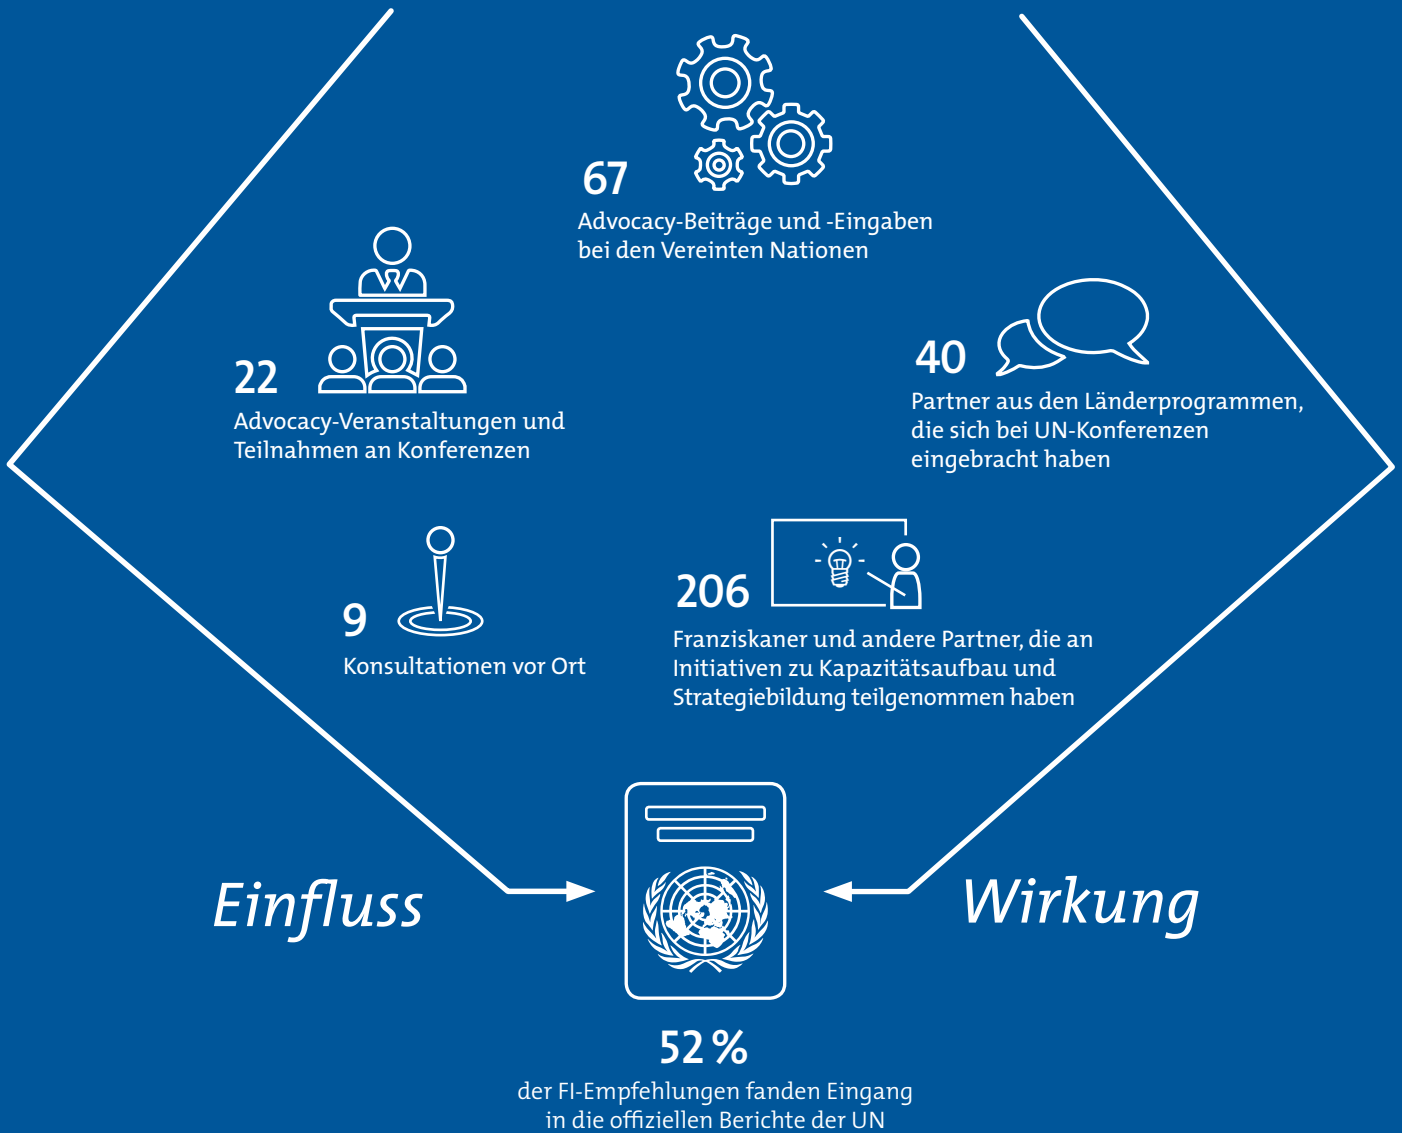 67
Advocacy-Beiträge und -Eingaben
bei den Vereinten Nationen
22
Advocacy-Veranstaltungen und
Teilnahmen an Konferenzen
40
Partner aus den Länderprogrammen,
die sich bei UN-Konferenzen
eingebracht haben
9
Konsultationen vor Ort
206
Franziskaner und andere Partner, die an
Initiativen zu Kapazitätsaufbau und
Strategiebildung teilgenommen haben
Einfluss
Wirkung
52 %
der FI-Empfehlungen fanden Eingang
in die offiziellen Berichte der UN